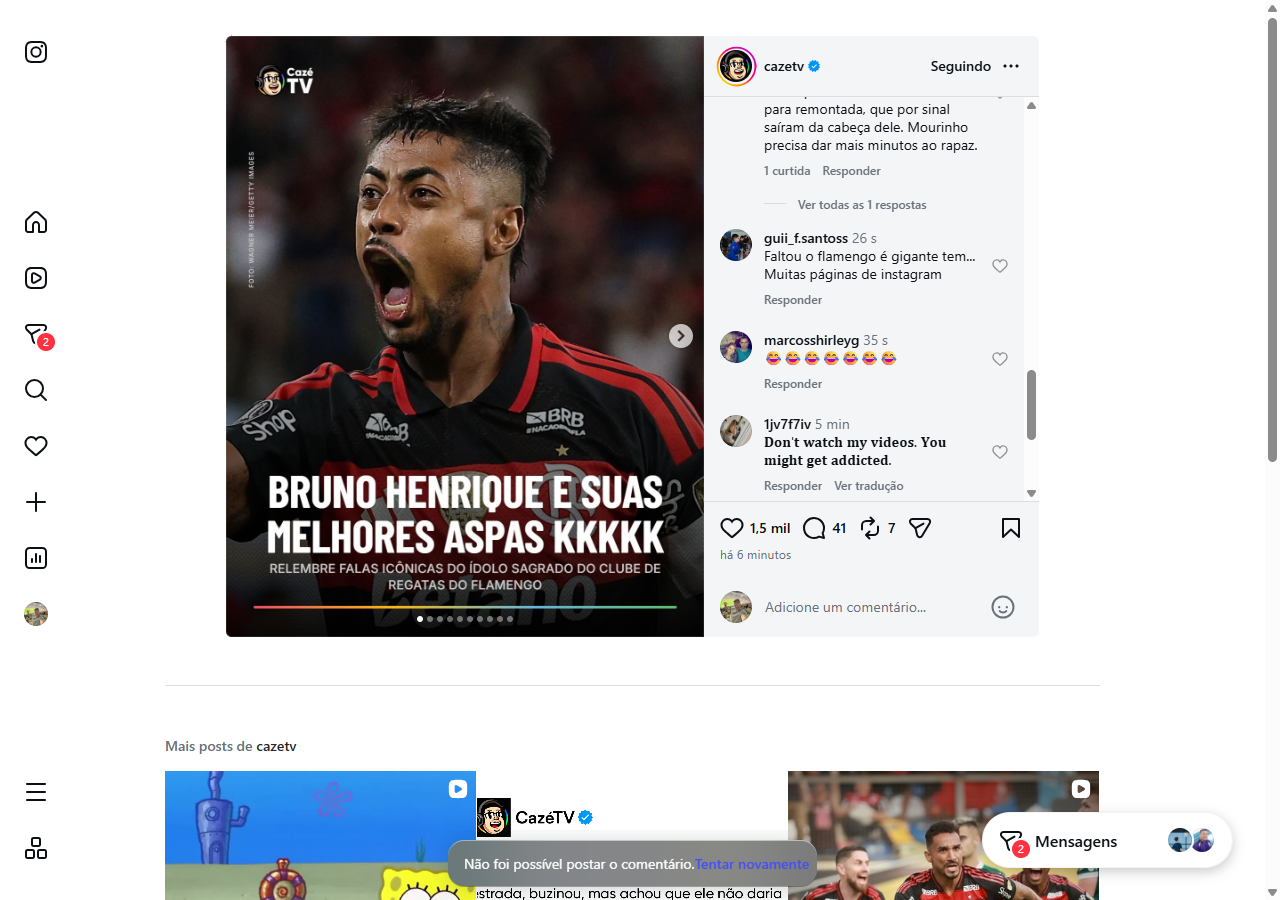 Cazé
TV
FOTO: WAGNER MEIER/GETTY IMAGES
Shop
BRB
#NACAOBRBFLA
BRUNO HENRIQUE E SUAS
MELHORES ASPAS KKKKK
RELEMBRE FALAS ICÔNICAS DO ÍDOLO SAGRADO DO CLUBE DE
REGATAS DO FLAMENGO
betano
cazetv
Seguindo
para remontada, que por sinal
saíram da cabeça dele. Mourinho
precisa dar mais minutos ao rapaz.
1 curtida Responder
Ver todas as 1 respostas
guii_f.santoss 26 s
Faltou o flamengo é gigante tem...
Muitas páginas de instagram
Responder
marcosshirleyg 35 s
😂😂😂😂😂😂😂
Responder
1jv7f7iv 5 min
Don't watch my videos. You
might get addicted.
Responder Ver tradução
1,5 mil 41 7
há 6 minutos
Adicione um comentário...
2
Mais posts de cazetv
CazéTV
Não foi possível postar o comentário. Tentar novamente
estrada, buzinou, mas achou que ele não daria
2
Mensagens